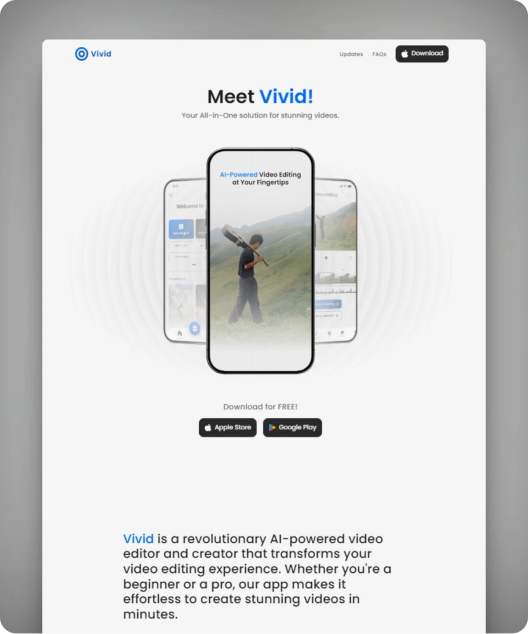 Vivid
Updates
FAQs
Download
Meet Vivid!
Your All-in-One solution for stunning videos.
AI-Powered Video Editing
at Your Fingertips
Welcome to
Download for FREE!
Apple Store
Google Play
Vivid is a revolutionary AI-powered video
editor and creator that transforms your
video editing experience. Whether you're a
beginner or a pro, our app makes it
effortless to create stunning videos in
minutes.